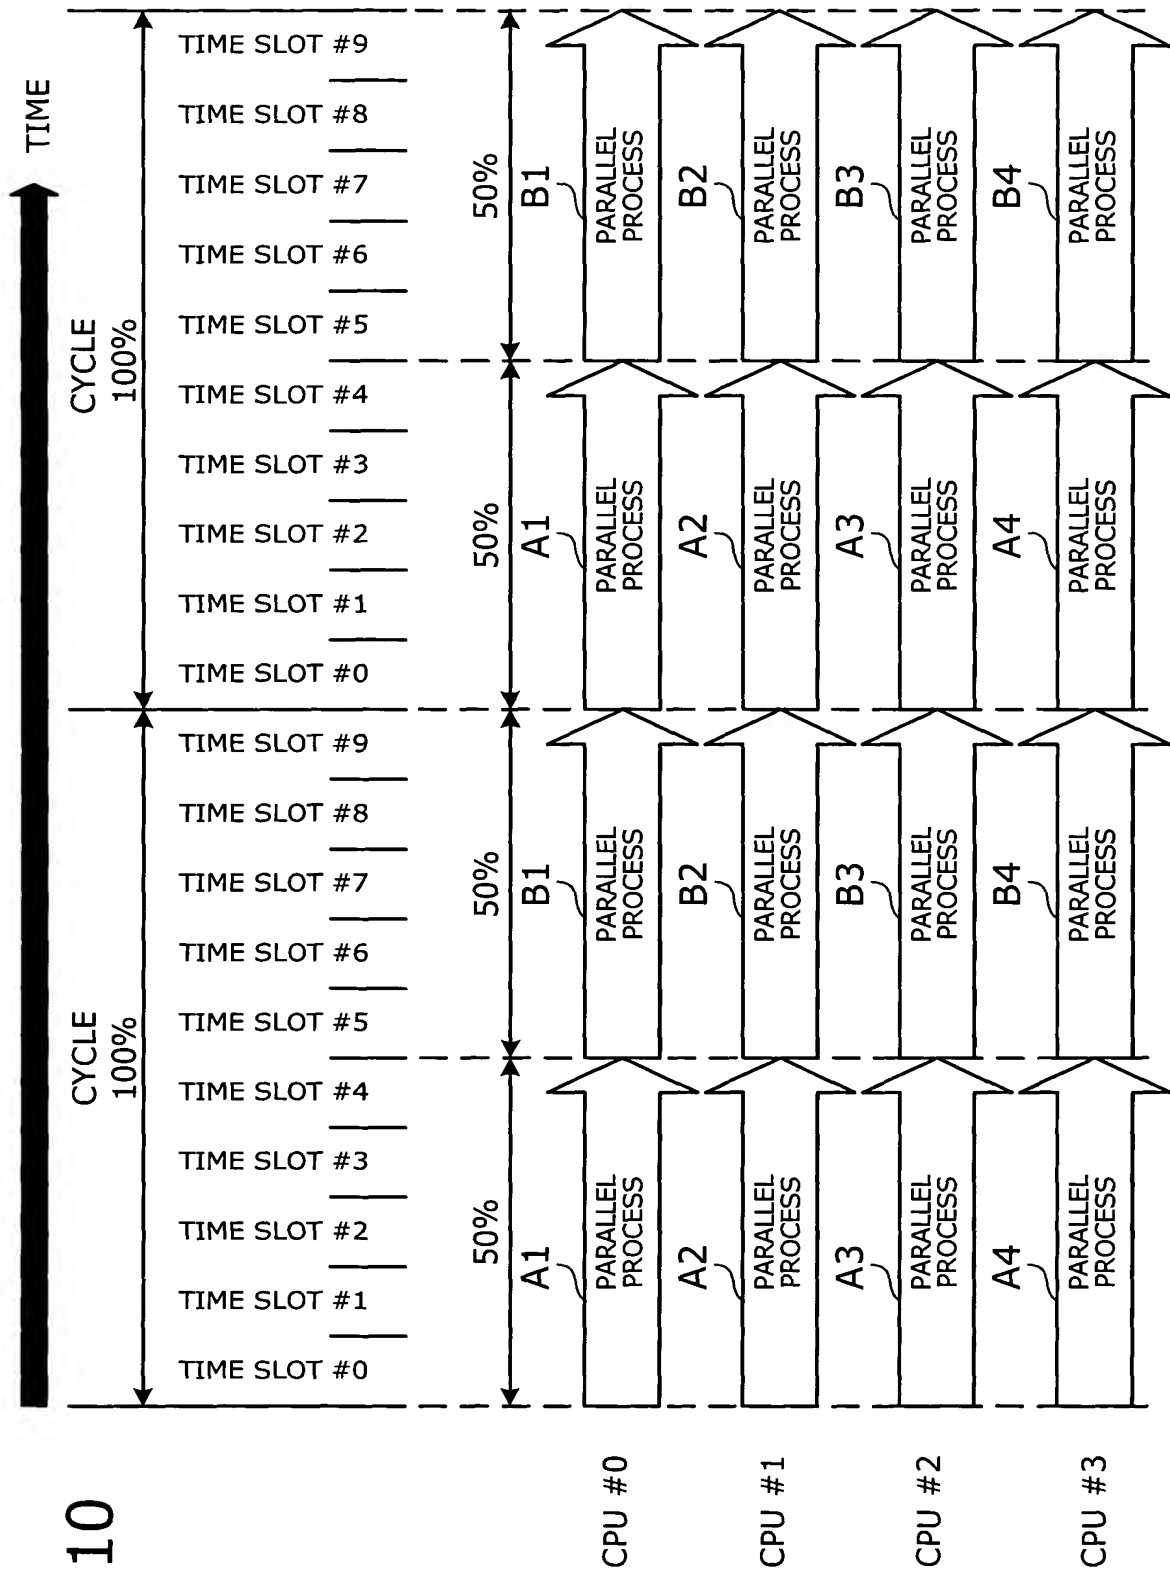 TIME
10
CYCLE
CYCLE
100%
100%
TIME SLOT #0
TIME SLOT #1
TIME SLOT #2
TIME SLOT #3
TIME SLOT #4
TIME SLOT #5
TIME SLOT #6
TIME SLOT #7
TIME SLOT #8
TIME SLOT #9
TIME SLOT #0
TIME SLOT #1
TIME SLOT #2
TIME SLOT #3
TIME SLOT #4
TIME SLOT #5
TIME SLOT #6
TIME SLOT #7
TIME SLOT #8
TIME SLOT #9
50%
50%
50%
50%
CPU #0
A1
PARALLEL
PROCESS
B1
PARALLEL
PROCESS
A1
PARALLEL
PROCESS
B1
PARALLEL
PROCESS
CPU #1
A2
PARALLEL
PROCESS
B2
PARALLEL
PROCESS
A2
PARALLEL
PROCESS
B2
PARALLEL
PROCESS
CPU #2
A3
PARALLEL
PROCESS
B3
PARALLEL
PROCESS
A3
PARALLEL
PROCESS
B3
PARALLEL
PROCESS
CPU #3
A4
PARALLEL
PROCESS
B4
PARALLEL
PROCESS
A4
PARALLEL
PROCESS
B4
PARALLEL
PROCESS